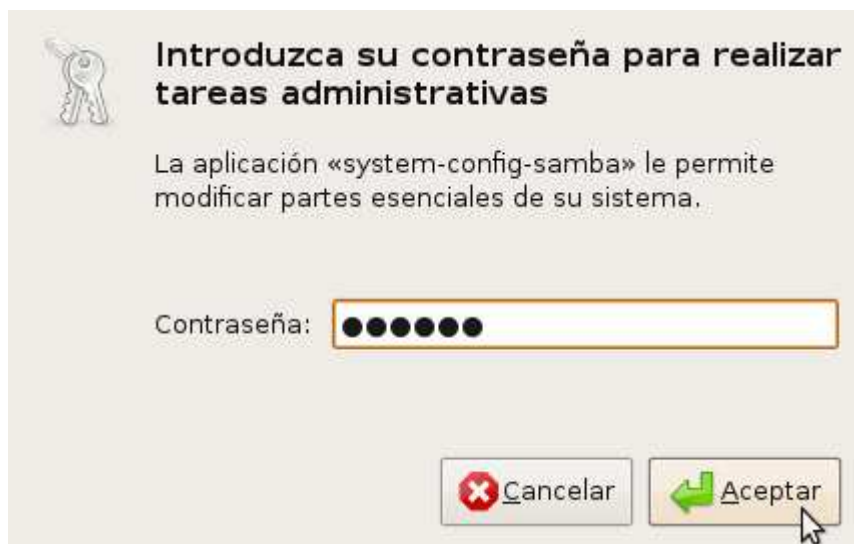 Introduzca su contraseña para realizar
tareas administrativas
La aplicación «system-config-samba» le permite
modificar partes esenciales de su sistema.
Contraseña: ●●●●●●
Cancelar Aceptar